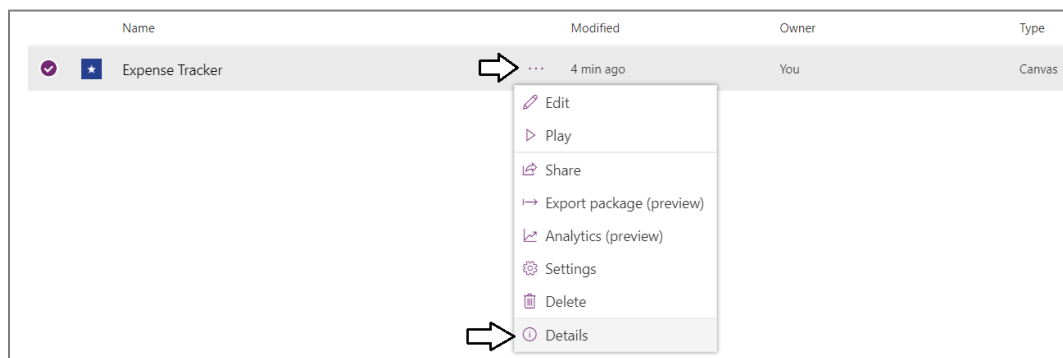 Name Modified Owner Type
Expense Tracker ... 4 min ago You Canvas
Edit
Play
Share
Export package (preview)
Analytics (preview)
Settings
Delete
Details